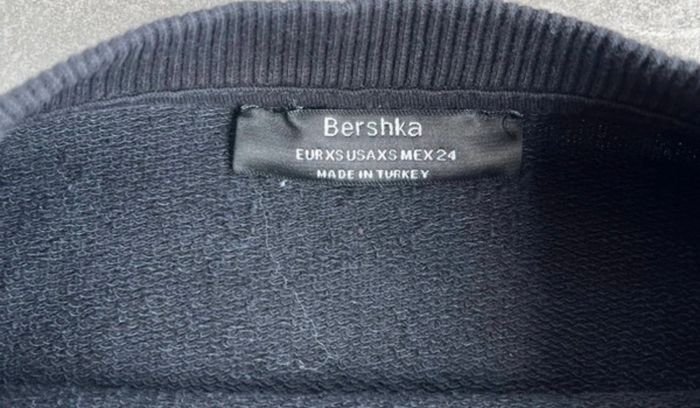 Bershka
EUR XS USA XS MEX 24
MADE IN TURKEY